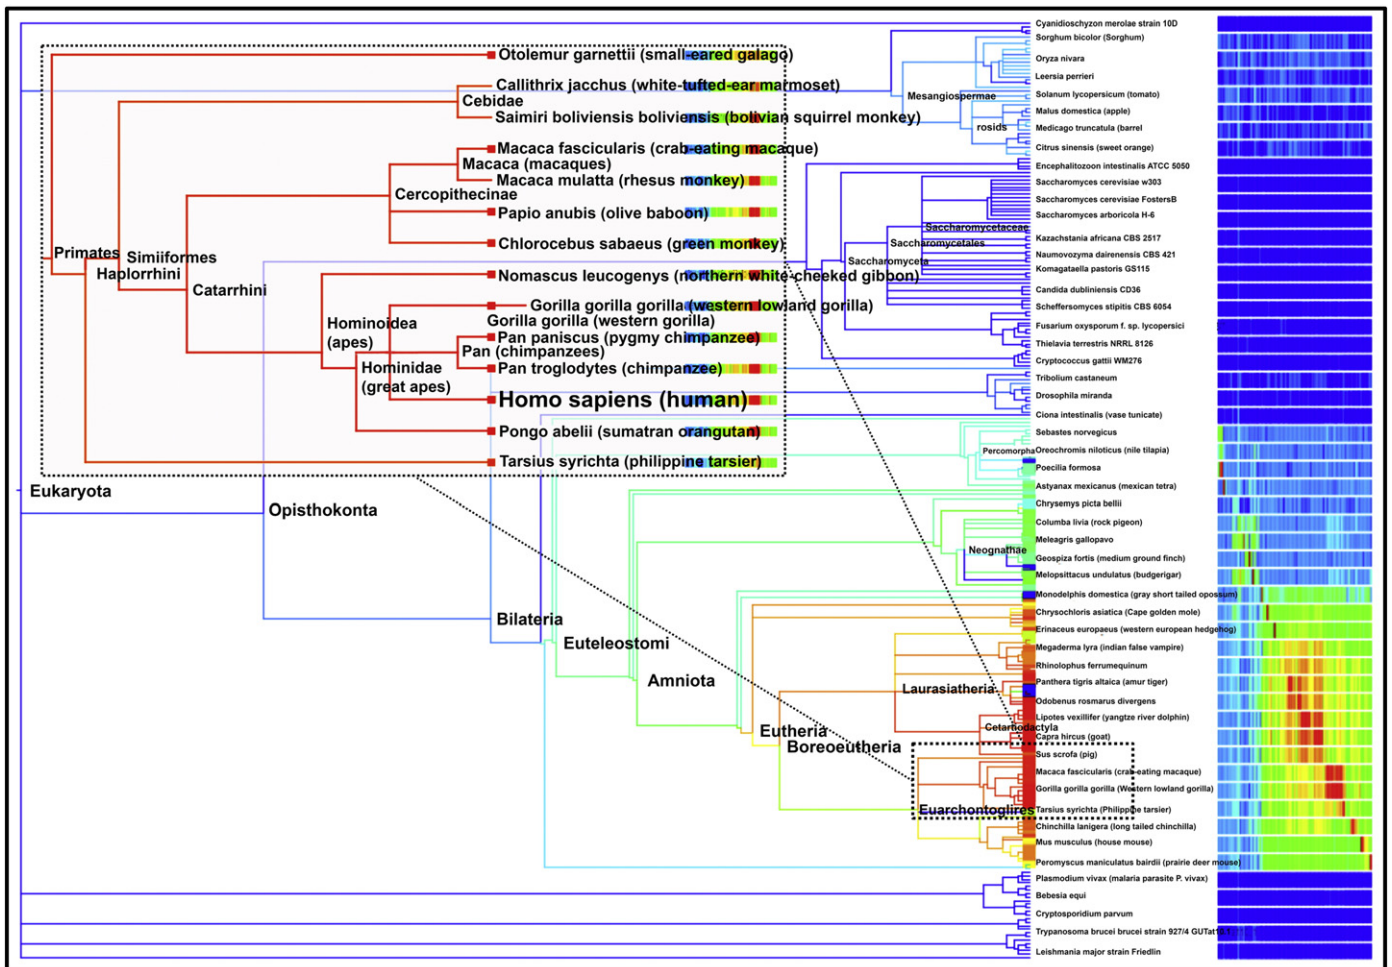 Otolemur garnettii (small-eared galago)
Callithrix jacchus (white-tufted-ear marmoset)
Cebidae
Saimiri boliviensis boliviensis (bolivian squirrel monkey)
Macaca fascicularis (crab-eating macaque)
Macaca (macaques)
Macaca mulatta (rhesus monkey)
Cercopithecinae
Papio anubis (olive baboon)
Chlorocebus sabaeus (green monkey)
Primates
Simiiformes
Haplorrhini
Catarrhini
Nomascus leucogenys (northern white-cheeked gibbon)
Gorilla gorilla gorilla (western lowland gorilla)
Gorilla gorilla (western gorilla)
Hominoidea
(apes)
Pan paniscus (pygmy chimpanzee)
Pan (chimpanzees)
Hominidae
(great apes)
Pan troglodytes (chimpanzee)
Homo sapiens (human)
Pongo abelii (sumatran orangutan)
Tarsius syrichta (philippine tarsier)
Eukaryota
Opisthokonta
Bilateria
Euteleostomi
Amniota
Eutheria
Boreoeutheria
Laurasiatheria
Cetartiodactyla
Euarchontoglires
Mesangiospermae
rosids
Saccharomycetaceae
Saccharomycetales
Saccharomyceta
Percomorpha
Neognathae
Cyanidioschyzon merolae strain 10D
Sorghum bicolor (Sorghum)
Oryza nivara
Leersia perrieri
Solanum lycopersicum (tomato)
Malus domestica (apple)
Medicago truncatula (barrel
Citrus sinensis (sweet orange)
Encephalitozoon intestinalis ATCC 5050
Saccharomyces cerevisiae w303
Saccharomyces cerevisiae FostersB
Saccharomyces arboricola H-6
Kazachstania africana CBS 2517
Naumovozyma dairenensis CBS 421
Komagataella pastoris GS115
Candida dubliniensis CD36
Scheffersomyces stipitis CBS 6054
Fusarium oxysporum f. sp. lycopersici
Thielavia terrestris NRRL 8126
Cryptococcus gattii WM276
Tribolium castaneum
Drosophila miranda
Ciona intestinalis (vase tunicate)
Sebastes norvegicus
Oreochromis niloticus (nile tilapia)
Poecilia formosa
Astyanax mexicanus (mexican tetra)
Chrysemys picta bellii
Columba livia (rock pigeon)
Meleagris gallopavo
Geospiza fortis (medium ground finch)
Melopsittacus undulatus (budgerigar)
Monodelphis domestica (gray short tailed opossum)
Chrysochloris asiatica (Cape golden mole)
Erinaceus europaeus (western european hedgehog)
Megaderma lyra (indian false vampire)
Rhinolophus ferrumequinum
Panthera tigris altaica (amur tiger)
Odobenus rosmarus divergens
Lipotes vexillifer (yangtze river dolphin)
Capra hircus (goat)
Sus scrofa (pig)
Macaca fascicularis (crab-eating macaque)
Gorilla gorilla gorilla (Western lowland gorilla)
Tarsius syrichta (Philippine tarsier)
Chinchilla lanigera (long tailed chinchilla)
Mus musculus (house mouse)
Peromyscus maniculatus bairdii (prairie deer mouse)
Plasmodium vivax (malaria parasite P. vivax)
Bebesia equi
Cryptosporidium parvum
Trypanosoma brucei brucei strain 927/4
Leishmania major strain Friedlin